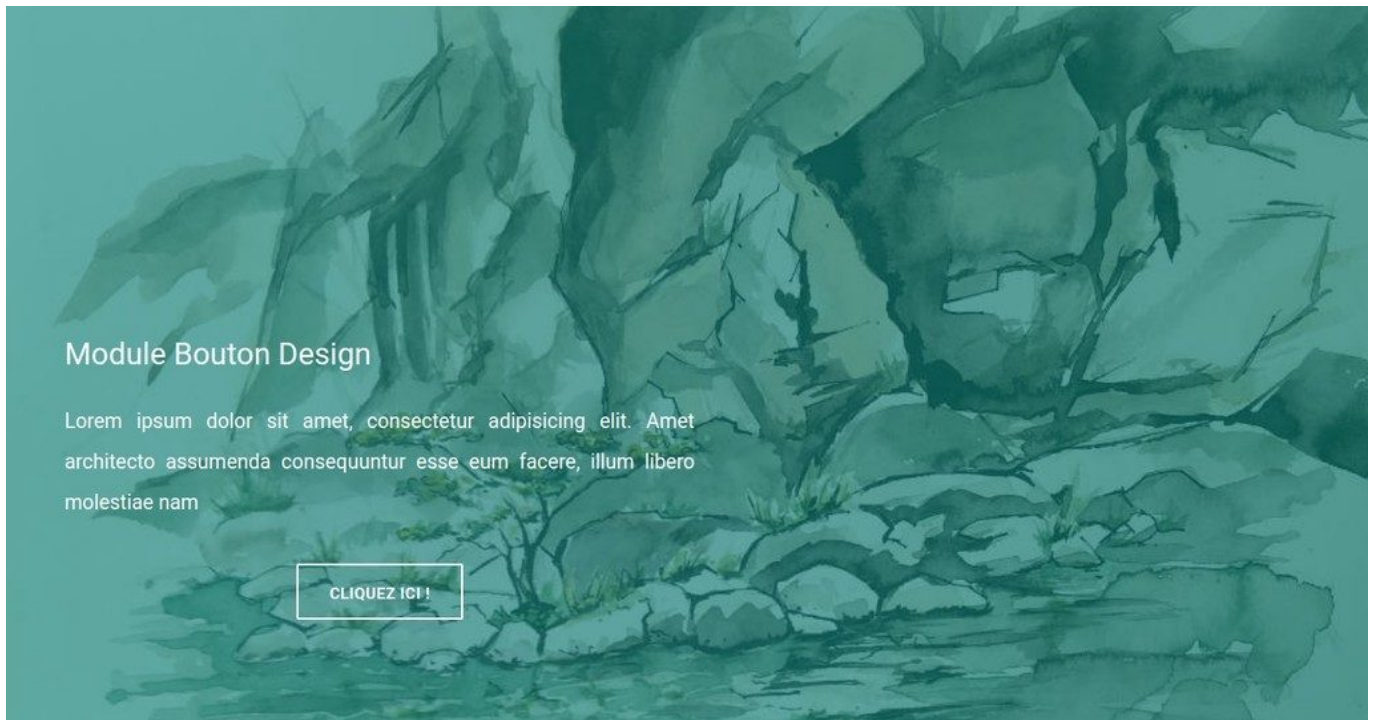 Module Bouton Design
Lorem ipsum dolor sit amet, consectetur adipisicing elit. Amet
architecto assumenda consequuntur esse eum facere, illum libero
molestiae nam
CLIQUEZ ICI !